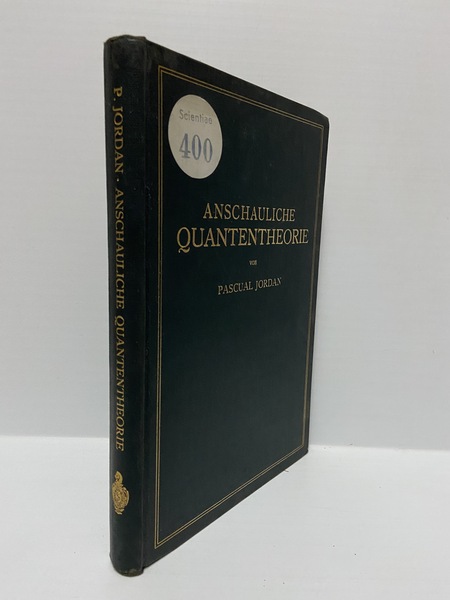 P. JORDAN · ANSCHAULICHE QUANTENTHEORIE
Scientia
400
ANSCHAULICHE
QUANTENTHEORIE
VON
PASCUAL JORDAN